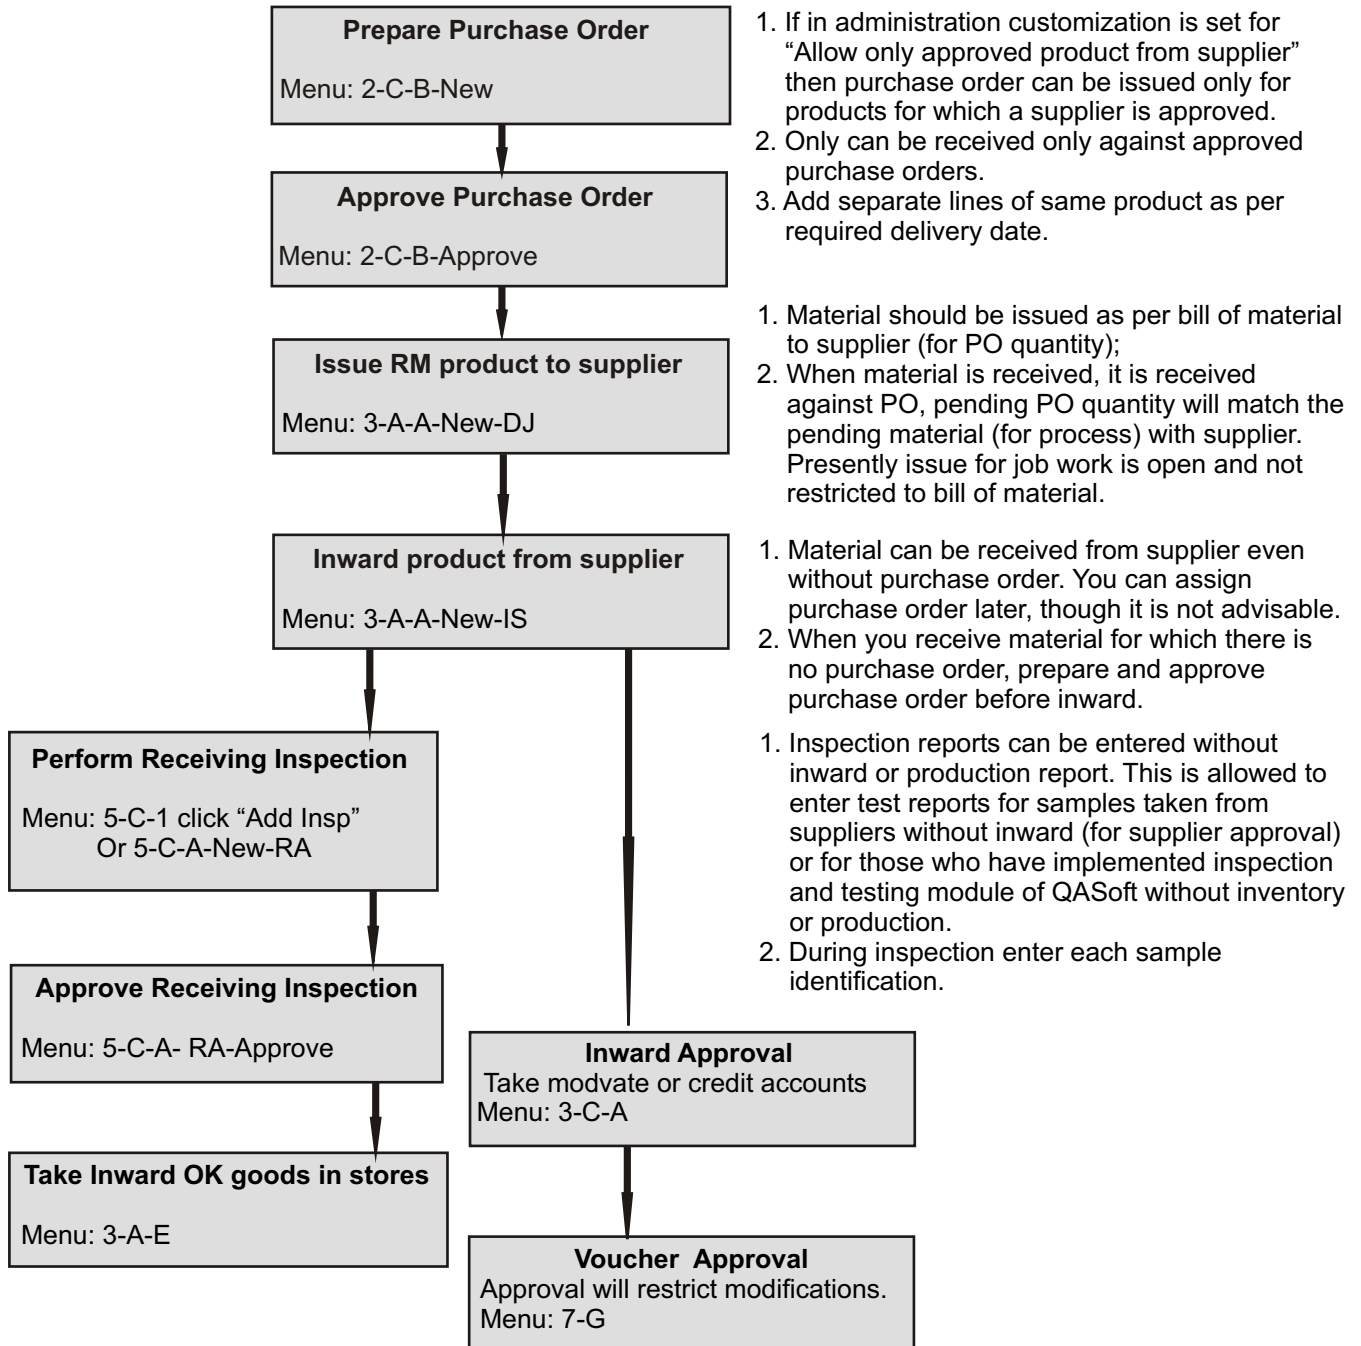 Prepare Purchase Order
Menu: 2-C-B-New
Approve Purchase Order
Menu: 2-C-B-Approve
1. If in administration customization is set for
“Allow only approved product from supplier”
then purchase order can be issued only for
products for which a supplier is approved.
2. Only can be received only against approved
purchase orders.
3. Add separate lines of same product as per
required delivery date.
Issue RM product to supplier
Menu: 3-A-A-New-DJ
1. Material should be issued as per bill of material
to supplier (for PO quantity);
2. When material is received, it is received
against PO, pending PO quantity will match the
pending material (for process) with supplier.
Presently issue for job work is open and not
restricted to bill of material.
Inward product from supplier
Menu: 3-A-A-New-IS
1. Material can be received from supplier even
without purchase order. You can assign
purchase order later, though it is not advisable.
2. When you receive material for which there is
no purchase order, prepare and approve
purchase order before inward.
Perform Receiving Inspection
Menu: 5-C-1 click “Add Insp”
Or 5-C-A-New-RA
1. Inspection reports can be entered without
inward or production report. This is allowed to
enter test reports for samples taken from
suppliers without inward (for supplier approval)
or for those who have implemented inspection
and testing module of QASoft without inventory
or production.
2. During inspection enter each sample
identification.
Approve Receiving Inspection
Menu: 5-C-A- RA-Approve
Inward Approval
Take modvate or credit accounts
Menu: 3-C-A
Take Inward OK goods in stores
Menu: 3-A-E
Voucher Approval
Approval will restrict modifications.
Menu: 7-G